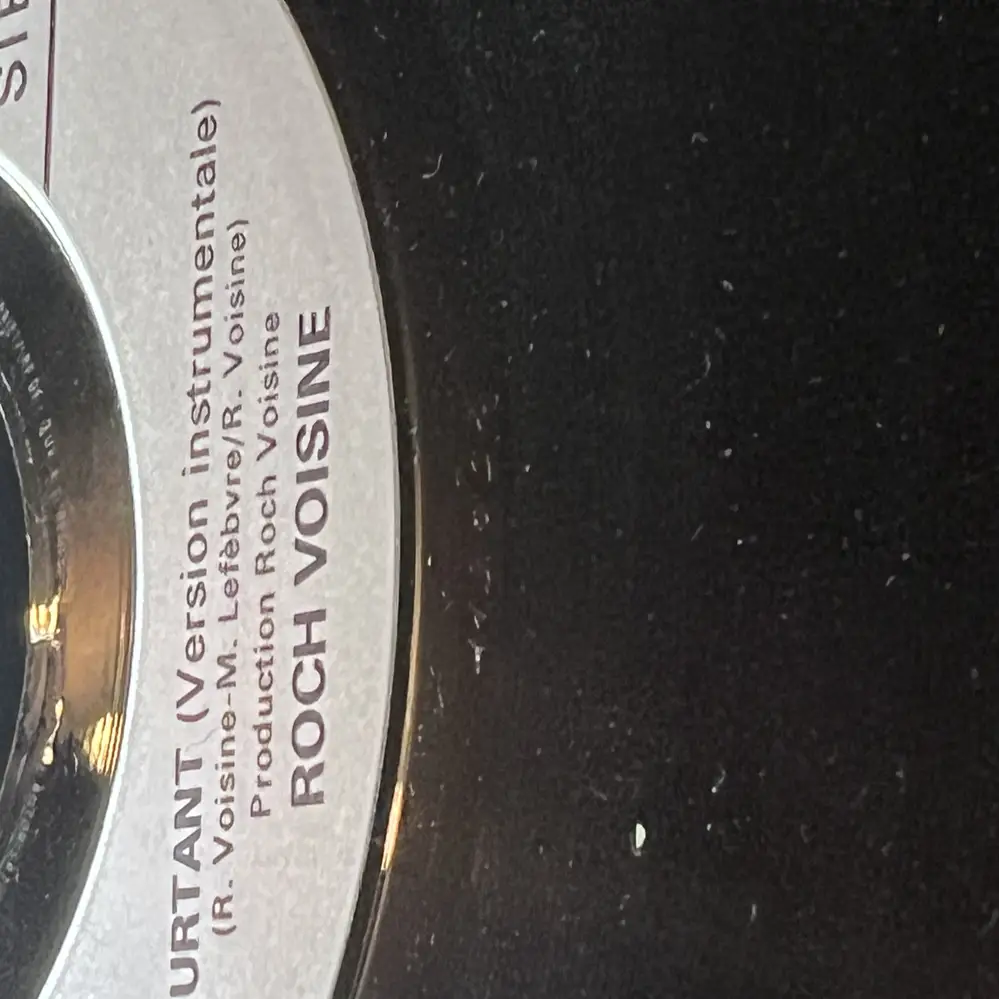 URTANT (Version instrumentale)
(R. Voisine-M. Lefèbvre/R. Voisine)
Production Roch Voisine
ROCH VOISINE